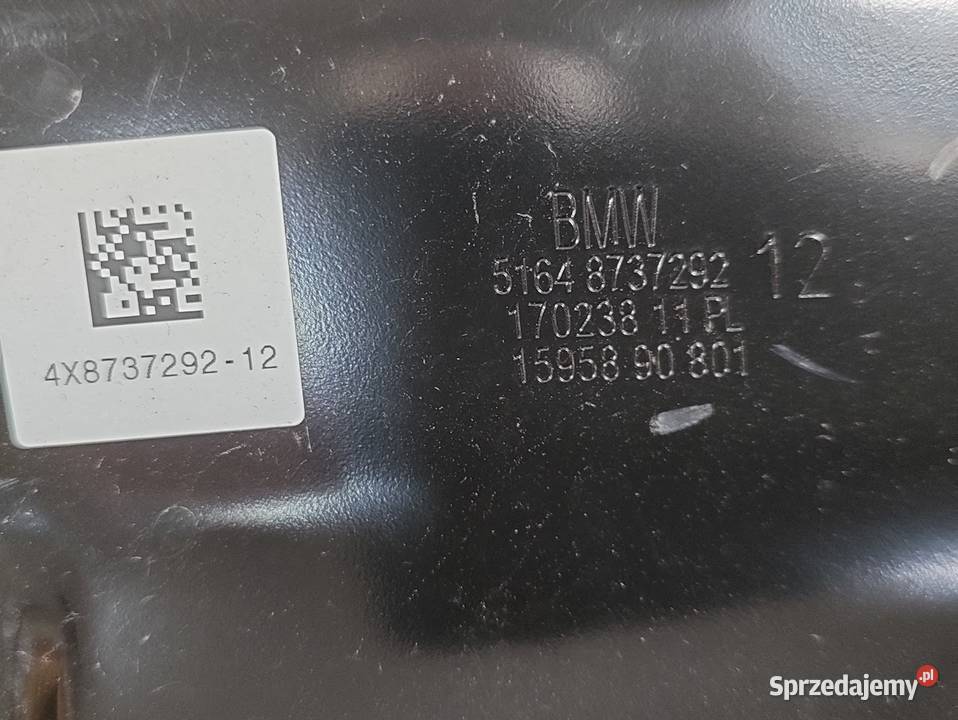 BMW
5164 8737292 12
170238 11 PL
15958 90 801
4X8737292-12
Sprzedajemy.pl